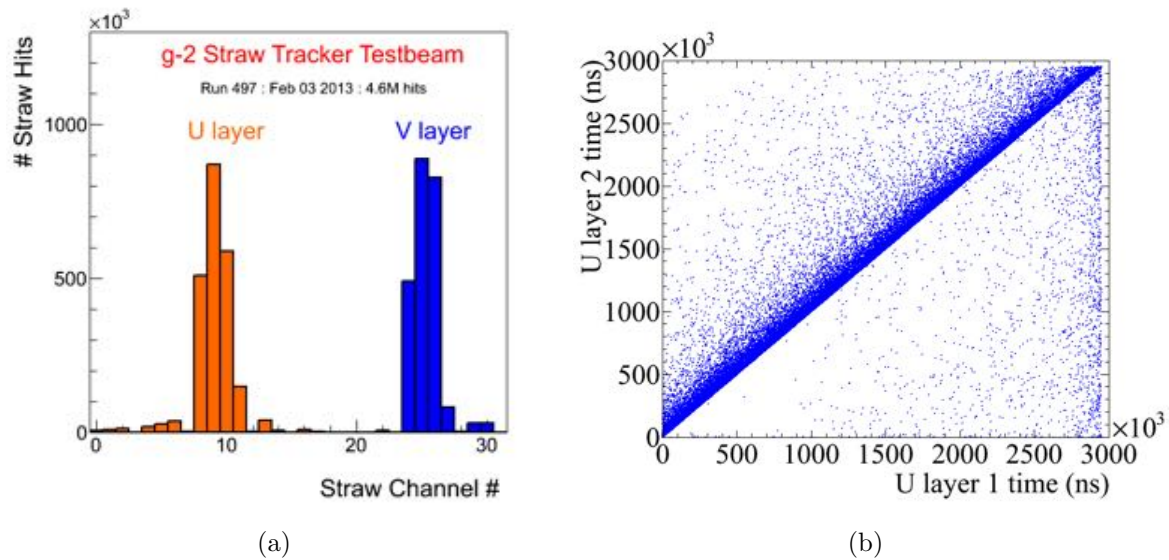 ×10³
# Straw Hits
g-2 Straw Tracker Testbeam
Run 497 : Feb 03 2013 : 4.6M hits
U layer
V layer
1000
500
0
0 10 20 30
Straw Channel #
(a)
×10³
U layer 2 time (ns)
3000
2500
2000
1500
1000
500
0
0 500 1000 1500 2000 2500 3000
×10³
U layer 1 time (ns)
(b)